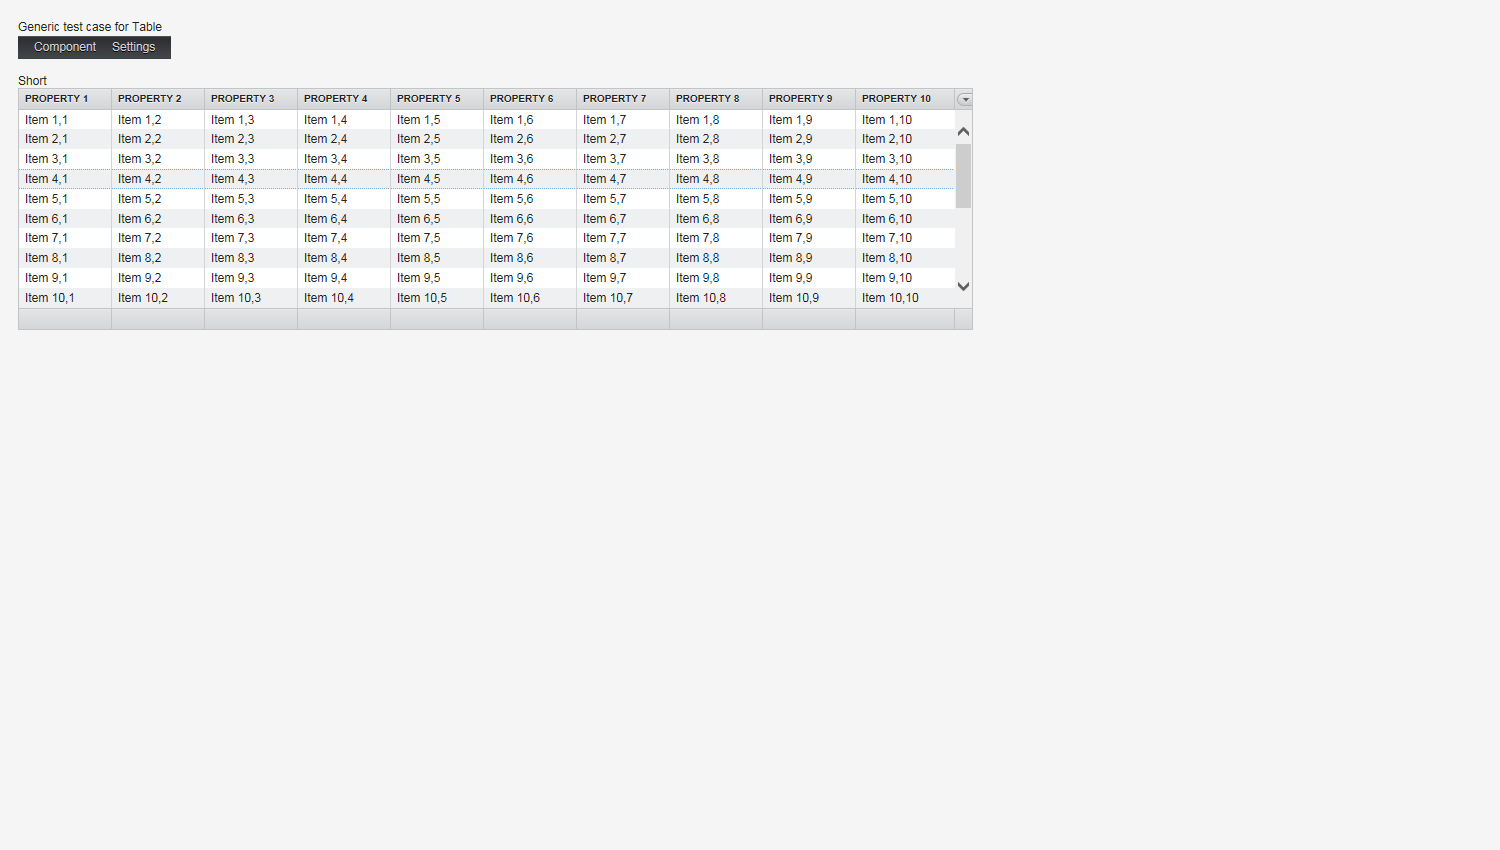 Generic test case for Table
Component Settings
Short
PROPERTY 1 PROPERTY 2 PROPERTY 3 PROPERTY 4 PROPERTY 5 PROPERTY 6 PROPERTY 7 PROPERTY 8 PROPERTY 9 PROPERTY 10
Item 1,1 Item 1,2 Item 1,3 Item 1,4 Item 1,5 Item 1,6 Item 1,7 Item 1,8 Item 1,9 Item 1,10
Item 2,1 Item 2,2 Item 2,3 Item 2,4 Item 2,5 Item 2,6 Item 2,7 Item 2,8 Item 2,9 Item 2,10
Item 3,1 Item 3,2 Item 3,3 Item 3,4 Item 3,5 Item 3,6 Item 3,7 Item 3,8 Item 3,9 Item 3,10
Item 4,1 Item 4,2 Item 4,3 Item 4,4 Item 4,5 Item 4,6 Item 4,7 Item 4,8 Item 4,9 Item 4,10
Item 5,1 Item 5,2 Item 5,3 Item 5,4 Item 5,5 Item 5,6 Item 5,7 Item 5,8 Item 5,9 Item 5,10
Item 6,1 Item 6,2 Item 6,3 Item 6,4 Item 6,5 Item 6,6 Item 6,7 Item 6,8 Item 6,9 Item 6,10
Item 7,1 Item 7,2 Item 7,3 Item 7,4 Item 7,5 Item 7,6 Item 7,7 Item 7,8 Item 7,9 Item 7,10
Item 8,1 Item 8,2 Item 8,3 Item 8,4 Item 8,5 Item 8,6 Item 8,7 Item 8,8 Item 8,9 Item 8,10
Item 9,1 Item 9,2 Item 9,3 Item 9,4 Item 9,5 Item 9,6 Item 9,7 Item 9,8 Item 9,9 Item 9,10
Item 10,1 Item 10,2 Item 10,3 Item 10,4 Item 10,5 Item 10,6 Item 10,7 Item 10,8 Item 10,9 Item 10,10